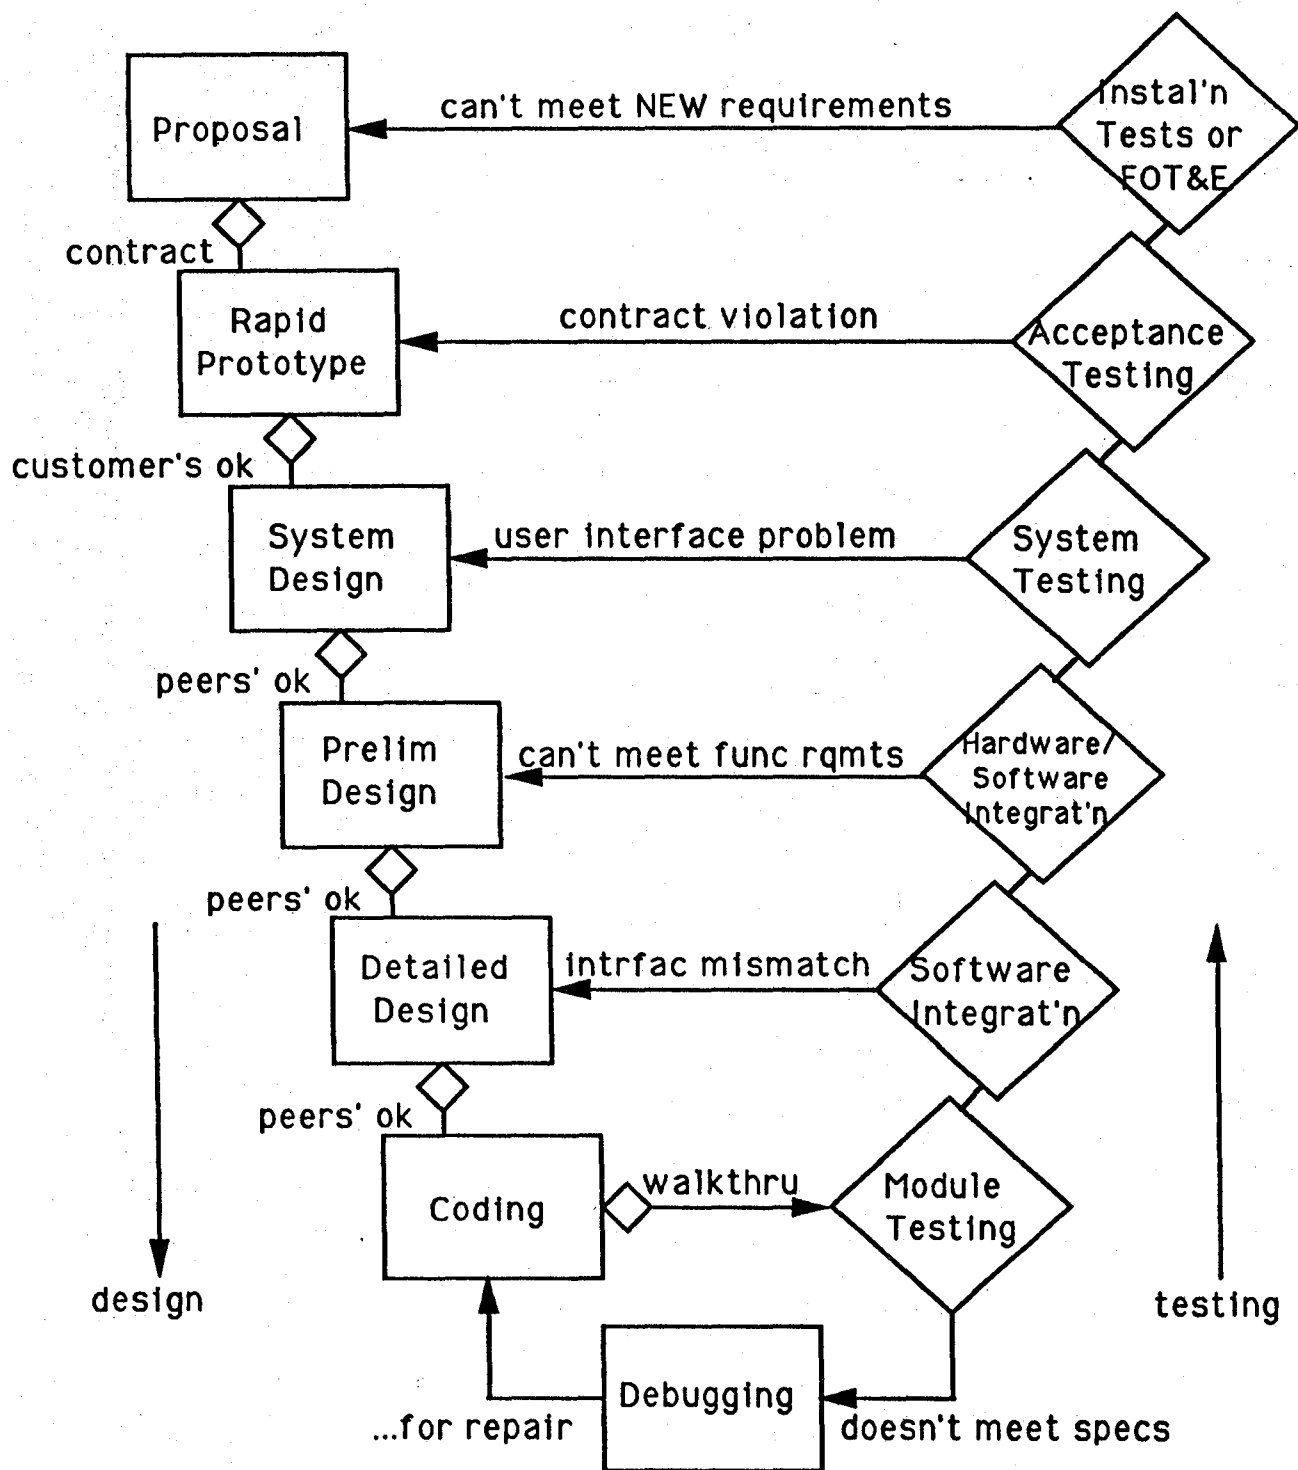 Proposal
can't meet NEW requirements
Instal'n
Tests or
FOT&E
contract
Rapid
Prototype
contract violation
Acceptance
Testing
customer's ok
System
Design
user interface problem
System
Testing
peers' ok
Prelim
Design
can't meet func rqmts
Hardware/
Software
Integrat'n
peers' ok
Detailed
Design
intrfac mismatch
Software
Integrat'n
peers' ok
Coding
walkthru
Module
Testing
design
testing
...for repair
Debugging
doesn't meet specs